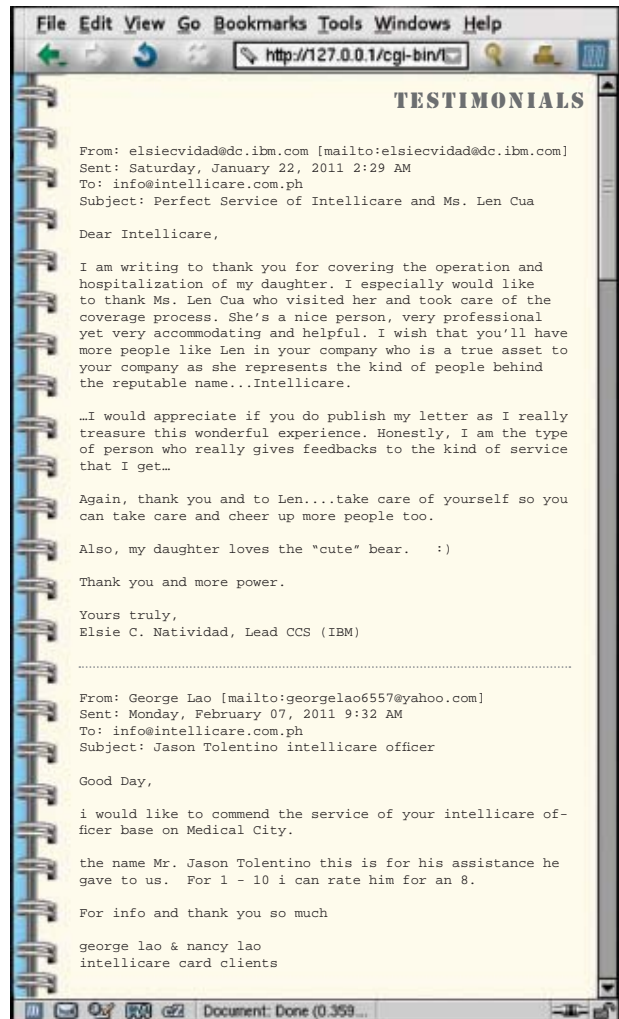 File Edit View Go Bookmarks Tools Windows Help
http://127.0.0.1/cgi-bin/
TESTIMONIALS
From: elsiecvidad@dc.ibm.com [mailto:elsiecvidad@dc.ibm.com]
Sent: Saturday, January 22, 2011 2:29 AM
To: info@intellicare.com.ph
Subject: Perfect Service of Intellicare and Ms. Len Cua
Dear Intellicare,
I am writing to thank you for covering the operation and
hospitalization of my daughter. I especially would like
to thank Ms. Len Cua who visited her and took care of the
coverage process. She's a nice person, very professional
yet very accommodating and helpful. I wish that you'll have
more people like Len in your company who is a true asset to
your company as she represents the kind of people behind
the reputable name...Intellicare.
…I would appreciate if you do publish my letter as I really
treasure this wonderful experience. Honestly, I am the type
of person who really gives feedbacks to the kind of service
that I get…
Again, thank you and to Len....take care of yourself so you
can take care and cheer up more people too.
Also, my daughter loves the "cute" bear. :)
Thank you and more power.
Yours truly,
Elsie C. Natividad, Lead CCS (IBM)
From: George Lao [mailto:georgelao6557@yahoo.com]
Sent: Monday, February 07, 2011 9:32 AM
To: info@intellicare.com.ph
Subject: Jason Tolentino intellicare officer
Good Day,
i would like to commend the service of your intellicare of-
ficer base on Medical City.
the name Mr. Jason Tolentino this is for his assistance he
gave to us. For 1 - 10 i can rate him for an 8.
For info and thank you so much
george lao & nancy lao
intellicare card clients
Document: Done (0.359...